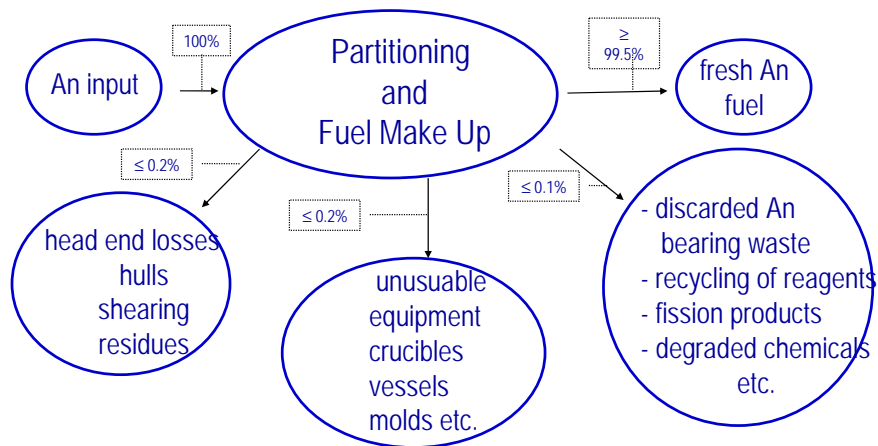 An input
100%
Partitioning
and
Fuel Make Up
≥
99.5%
fresh An
fuel
≤ 0.2%
≤ 0.2%
≤ 0.1%
head end losses
hulls
shearing
residues
unusuable
equipment
crucibles
vessels
molds etc.
- discarded An
bearing waste
- recycling of reagents
- fission products
- degraded chemicals
etc.